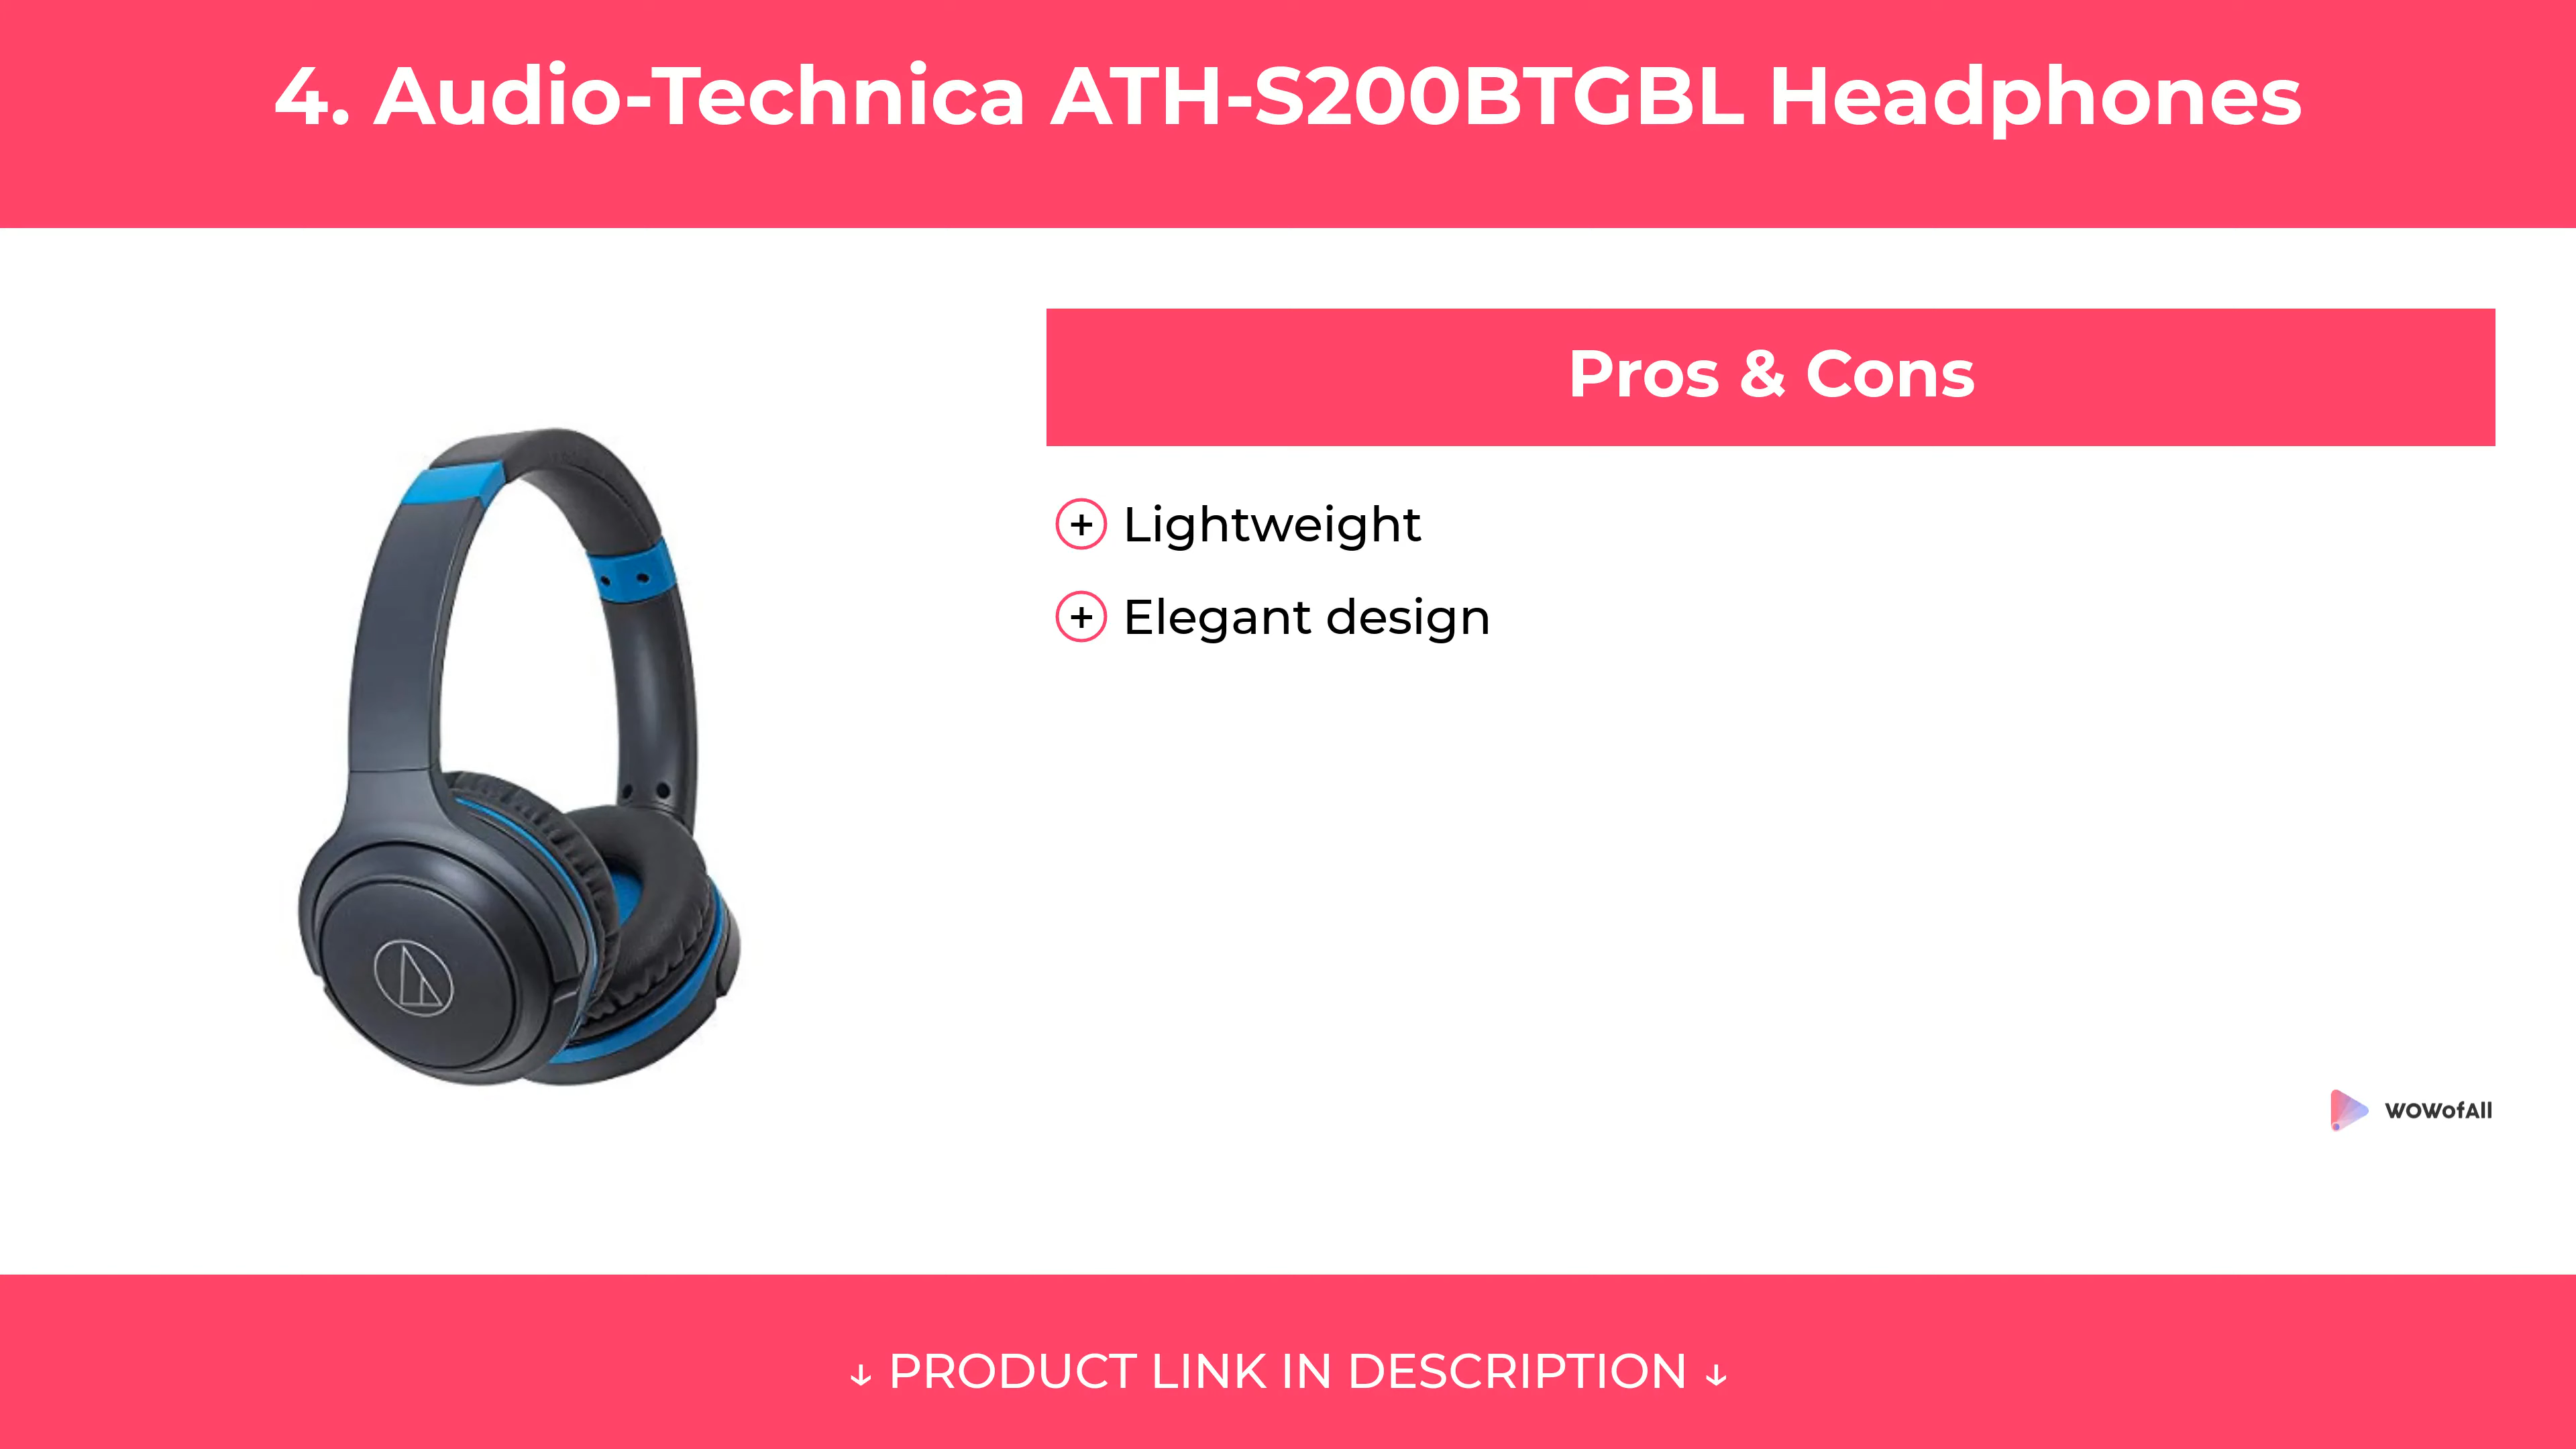 4. Audio-Technica ATH-S200BTGBL Headphones
Pros & Cons
+ Lightweight
+ Elegant design
wowofAll
↓ PRODUCT LINK IN DESCRIPTION ↓